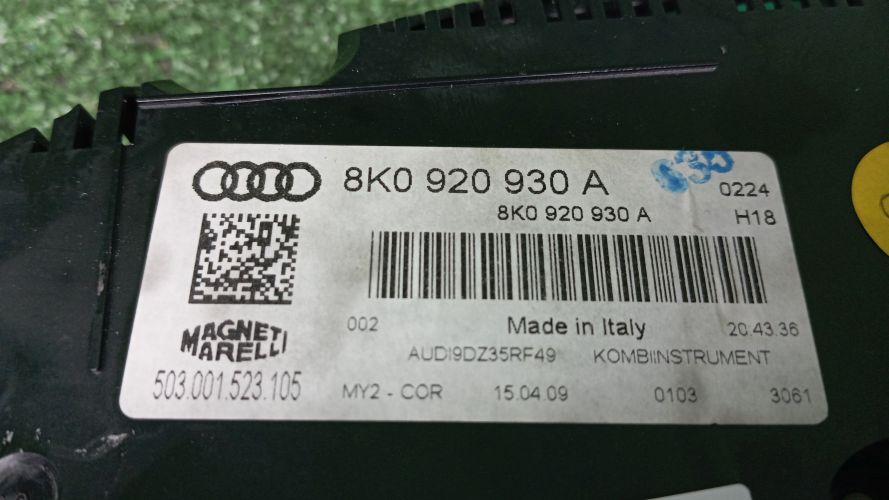 8K0 920 930 A
0224
8K0 920 930 A
H18
002
Made in Italy
20.43.36
MAGNETI
MARELLI
AUDI9DZ35RF49 KOMBIINSTRUMENT
503.001.523.105
MY2 - COR 15.04.09 0103 3061